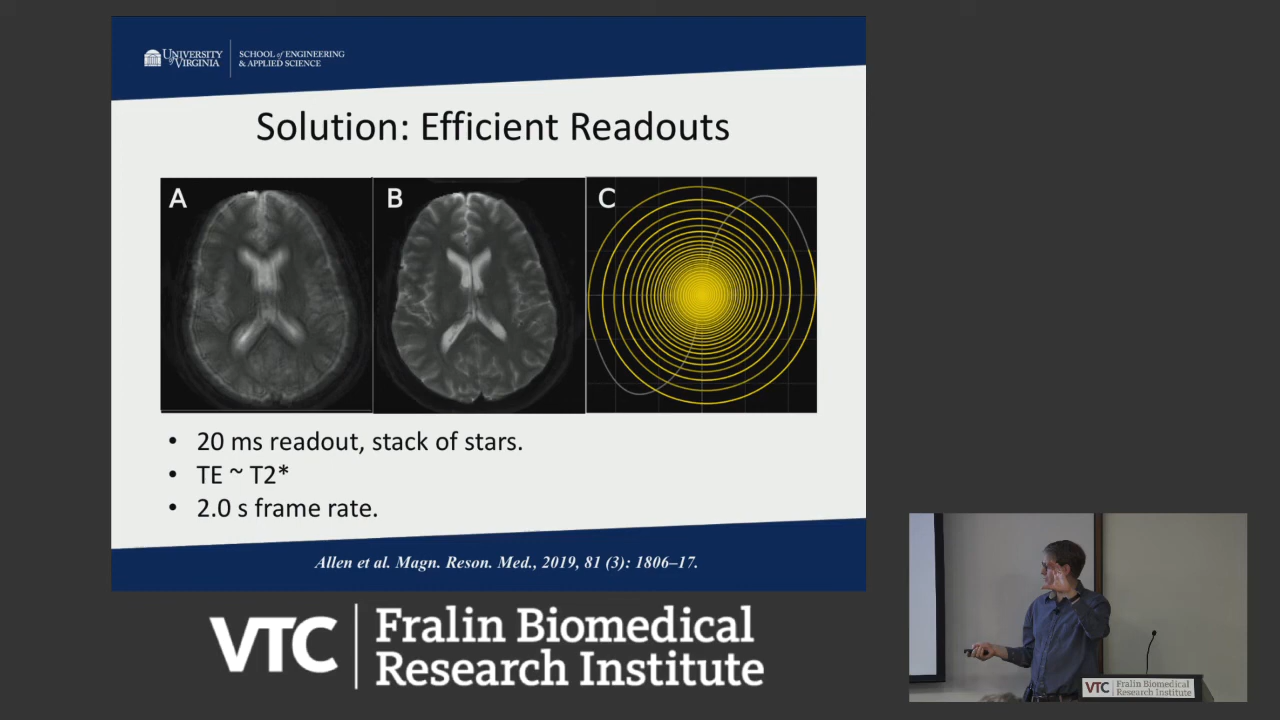 UNIVERSITY
of VIRGINIA
SCHOOL of ENGINEERING
& APPLIED SCIENCE
Solution: Efficient Readouts
A
B
C
• 20 ms readout, stack of stars.
• TE ~ T2*
• 2.0 s frame rate.
Allen et al. Magn. Reson. Med., 2019, 81 (3): 1806–17.
VTC
Fralin Biomedical
Research Institute
VTC
Fralin Biomedical
Research Institute